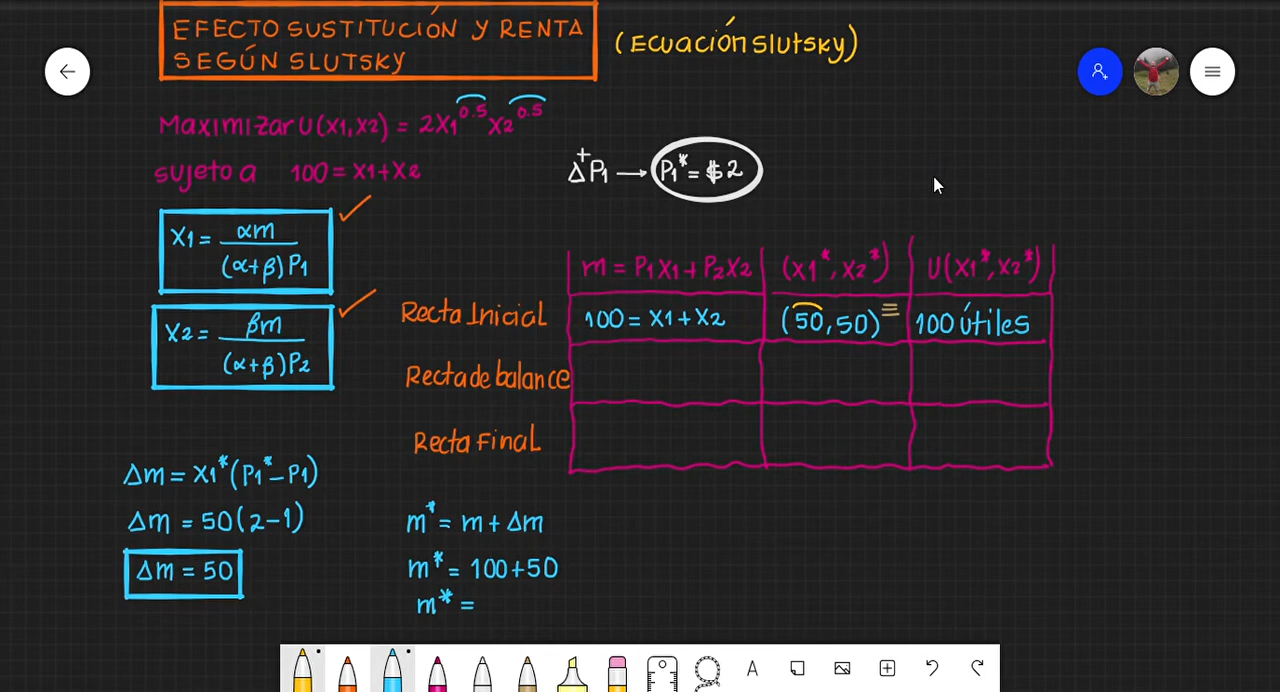 EFECTO SUSTITUCIÓN Y RENTA
SEGÚN SLUTSKY
(ECUACIÓN SLUTSKY)
Maximizar U(X1, X2) = 2X1^0.5 X2^0.5
sujeto a 100 = X1 + X2
Δ⁺P1 → P1* = $2
X1 = αm / (α+β)P1
X2 = βm / (α+β)P2
m = P1X1 + P2X2 (X1*, X2*) U(X1*, X2*)
Recta Inicial 100 = X1 + X2 (50, 50) ≡ 100 útiles
Recta de balance
Recta Final
Δm = X1*(P1* - P1)
Δm = 50(2-1)
Δm = 50
m* = m + Δm
m* = 100 + 50
m* =
A